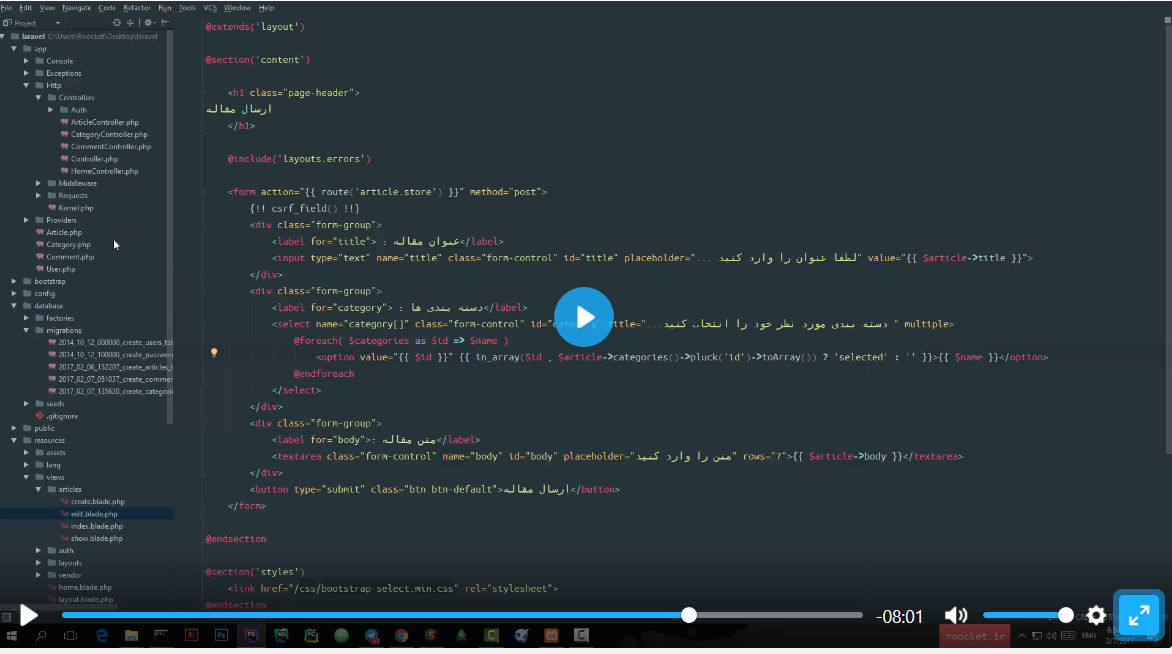 File Edit View Navigate Code Refactor Run Tools VCS Window Help
Project
laravel C:\Users\Roocket\Desktop\laravel
app
Console
Exceptions
Http
Controllers
Auth
ArticleController.php
CategoryController.php
CommentController.php
Controller.php
HomeController.php
Middleware
Requests
Kernel.php
Providers
Article.php
Category.php
Comment.php
User.php
bootstrap
config
database
factories
migrations
2014_10_12_000000_create_users_tal
2014_10_12_100000_create_passwor
2017_02_06_152207_create_articles_t
2017_02_07_051037_create_commer
2017_02_07_135620_create_categori
seeds
.gitignore
public
resources
assets
lang
views
articles
create.blade.php
edit.blade.php
index.blade.php
show.blade.php
auth
layouts
vendor
home.blade.php
layout.blade.php
@extends('layout')
@section('content')
<h1 class="page-header">
ارسال مقاله
</h1>
@include('layouts.errors')
<form action="{{ route('article.store') }}" method="post">
{!! csrf_field() !!}
<div class="form-group">
<label for="title"> : عنوان مقاله</label>
<input type="text" name="title" class="form-control" id="title" placeholder="... لطفا عنوان را وارد کنید" value="{{ $article->title }}">
</div>
<div class="form-group">
<label for="category"> : دسته بندی ها</label>
<select name="category[]" class="form-control" id="category" title="...دسته بندی مورد نظر خود را انتخاب کنید " multiple>
@foreach( $categories as $id => $name )
<option value="{{ $id }}" {{ in_array($id , $article->categories()->pluck('id')->toArray()) ? 'selected' : '' }}>{{ $name }}</option>
@endforeach
</select>
</div>
<div class="form-group">
<label for="body">: متن مقاله</label>
<textarea class="form-control" name="body" id="body" placeholder="متن را وارد کنید" rows="7">{{ $article->body }}</textarea>
</div>
<button type="submit" class="btn btn-default">ارسال مقاله</button>
</form>
@endsection
@section('styles')
<link href="/css/bootstrap-select.min.css" rel="stylesheet">
@endsection
-08:01
roocket.ir
ENG
2/7/2017